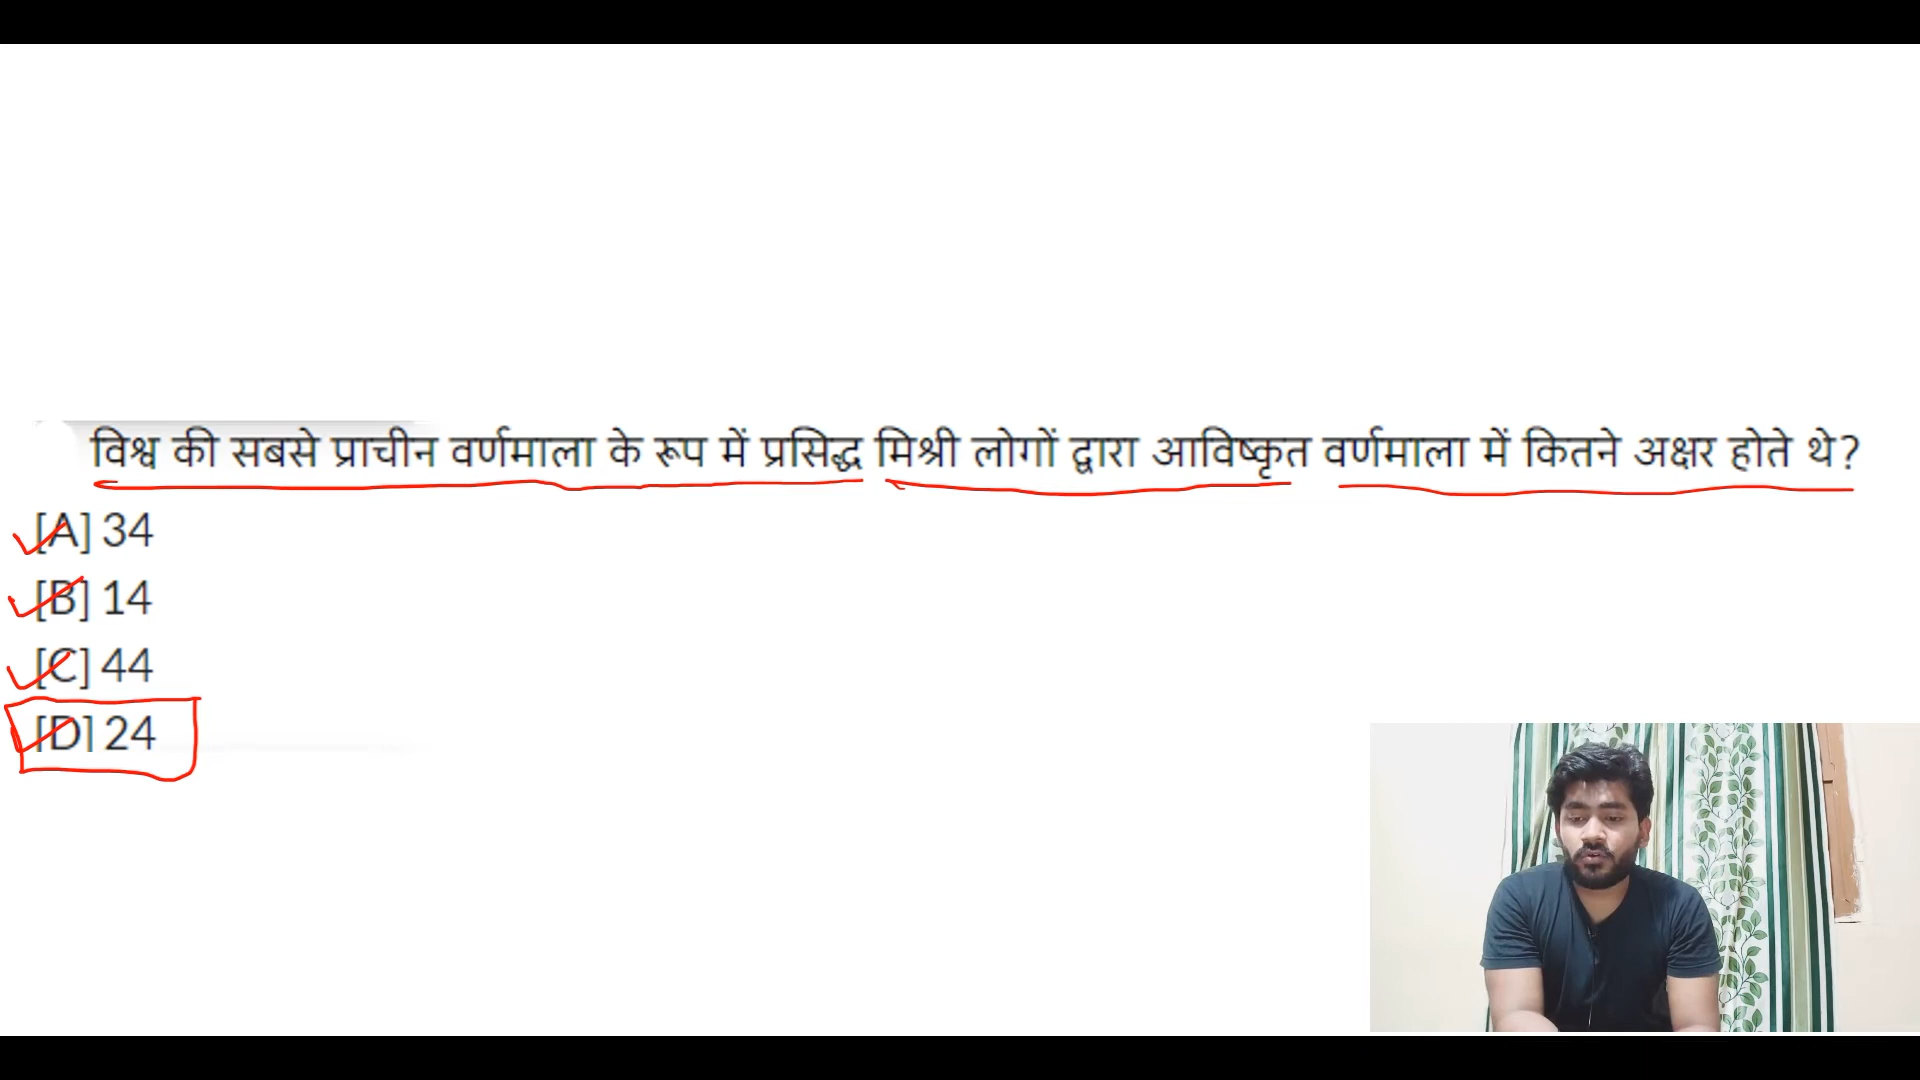 विश्व की सबसे प्राचीन वर्णमाला के रूप में प्रसिद्ध मिश्री लोगों द्वारा आविष्कृत वर्णमाला में कितने अक्षर होते थे?
[A] 34
[B] 14
[C] 44
[D] 24